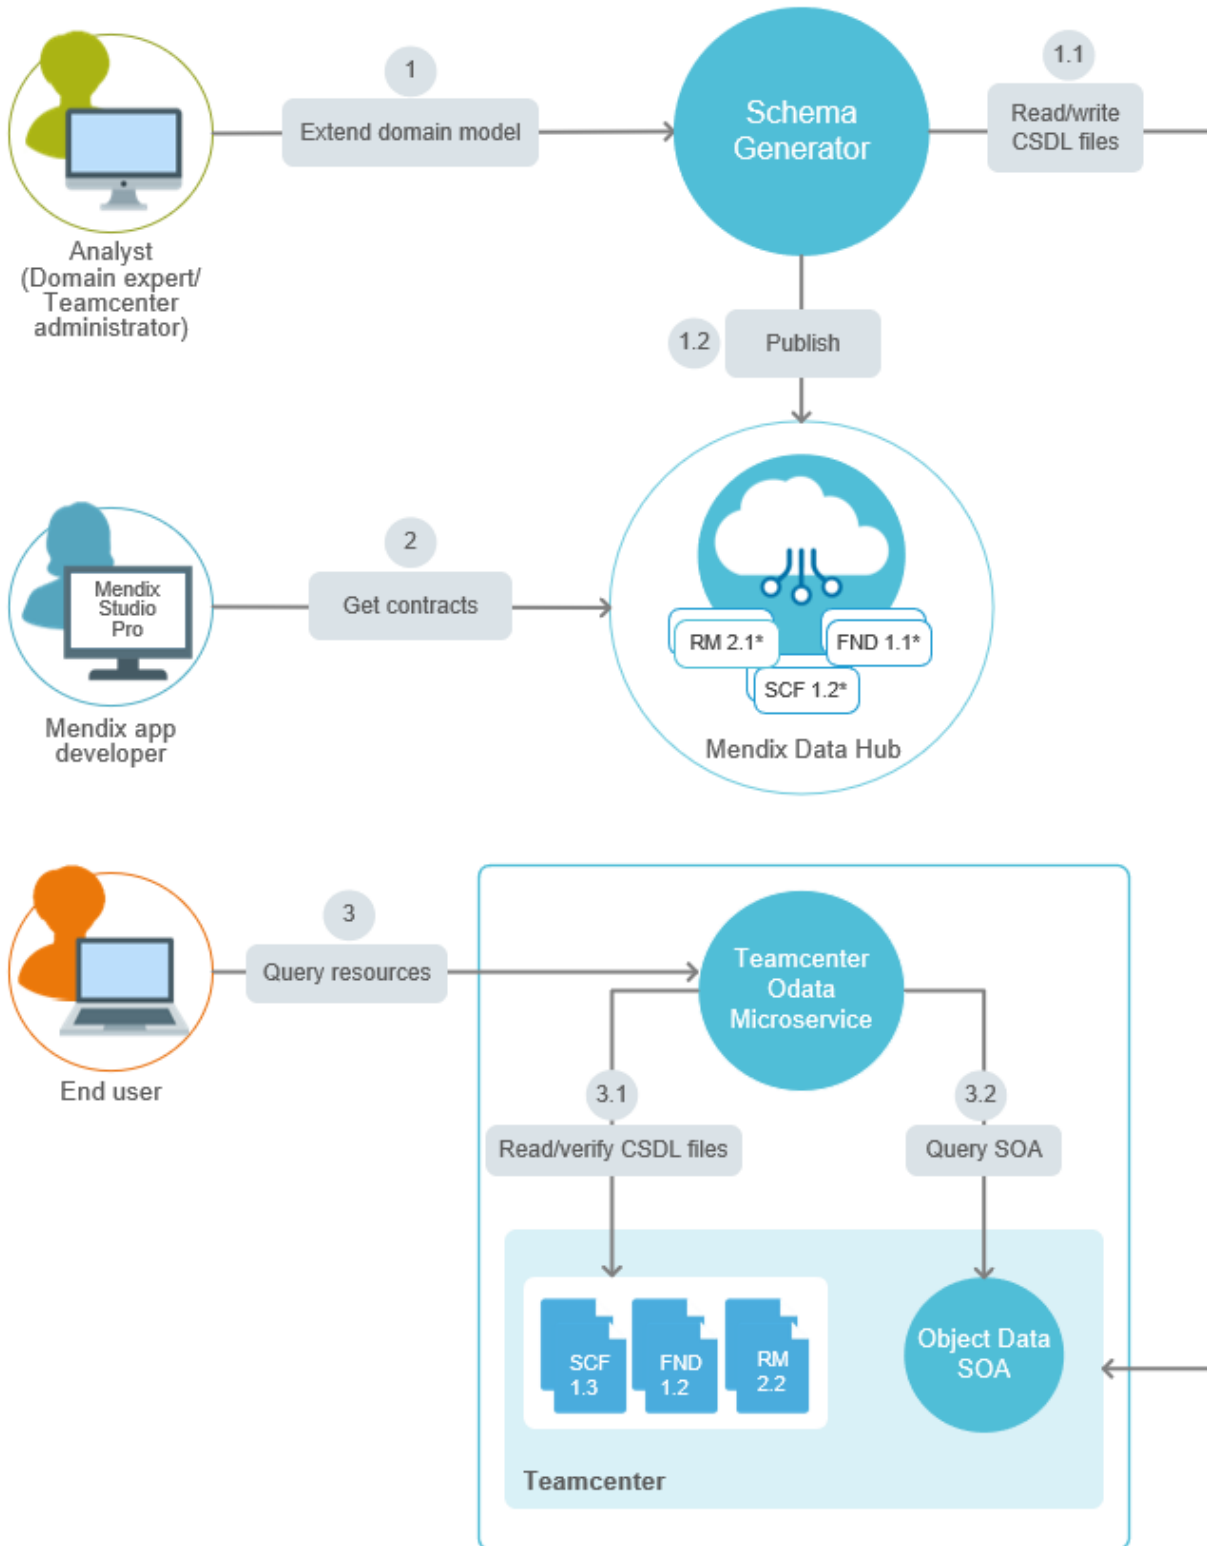 1
Extend domain model
Schema
Generator
1.1
Read/write
CSDL files
Analyst
(Domain expert/
Teamcenter
administrator)
1.2
Publish
2
Get contracts
Mendix
Studio
Pro
Mendix app
developer
RM 2.1*
FND 1.1*
SCF 1.2*
Mendix Data Hub
3
Query resources
End user
Teamcenter
Odata
Microservice
3.1
Read/verify CSDL files
3.2
Query SOA
SCF
1.3
FND
1.2
RM
2.2
Object Data
SOA
Teamcenter